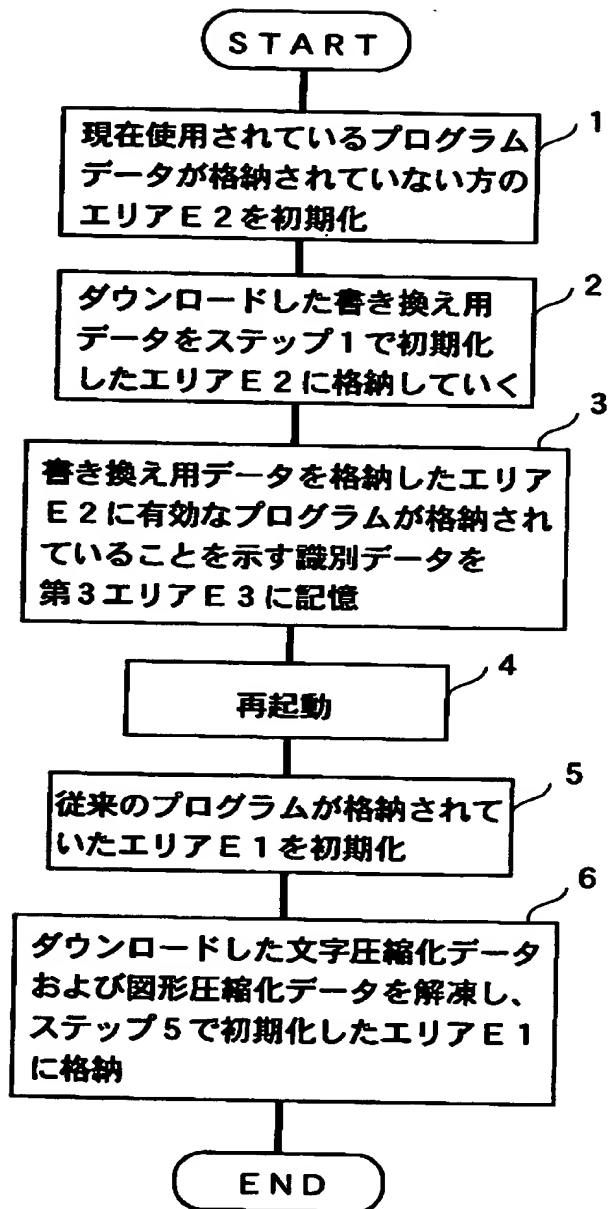 START
1
現在使用されているプログラム
データが格納されていない方の
エリアE2を初期化
2
ダウンロードした書き換え用
データをステップ1で初期化
したエリアE2に格納していく
3
書き換え用データを格納したエリア
E2に有効なプログラムが格納され
ていることを示す識別データを
第3エリアE3に記憶
4
再起動
5
従来のプログラムが格納されて
いたエリアE1を初期化
6
ダウンロードした文字圧縮化データ
および図形圧縮化データを解凍し、
ステップ5で初期化したエリアE1
に格納
END